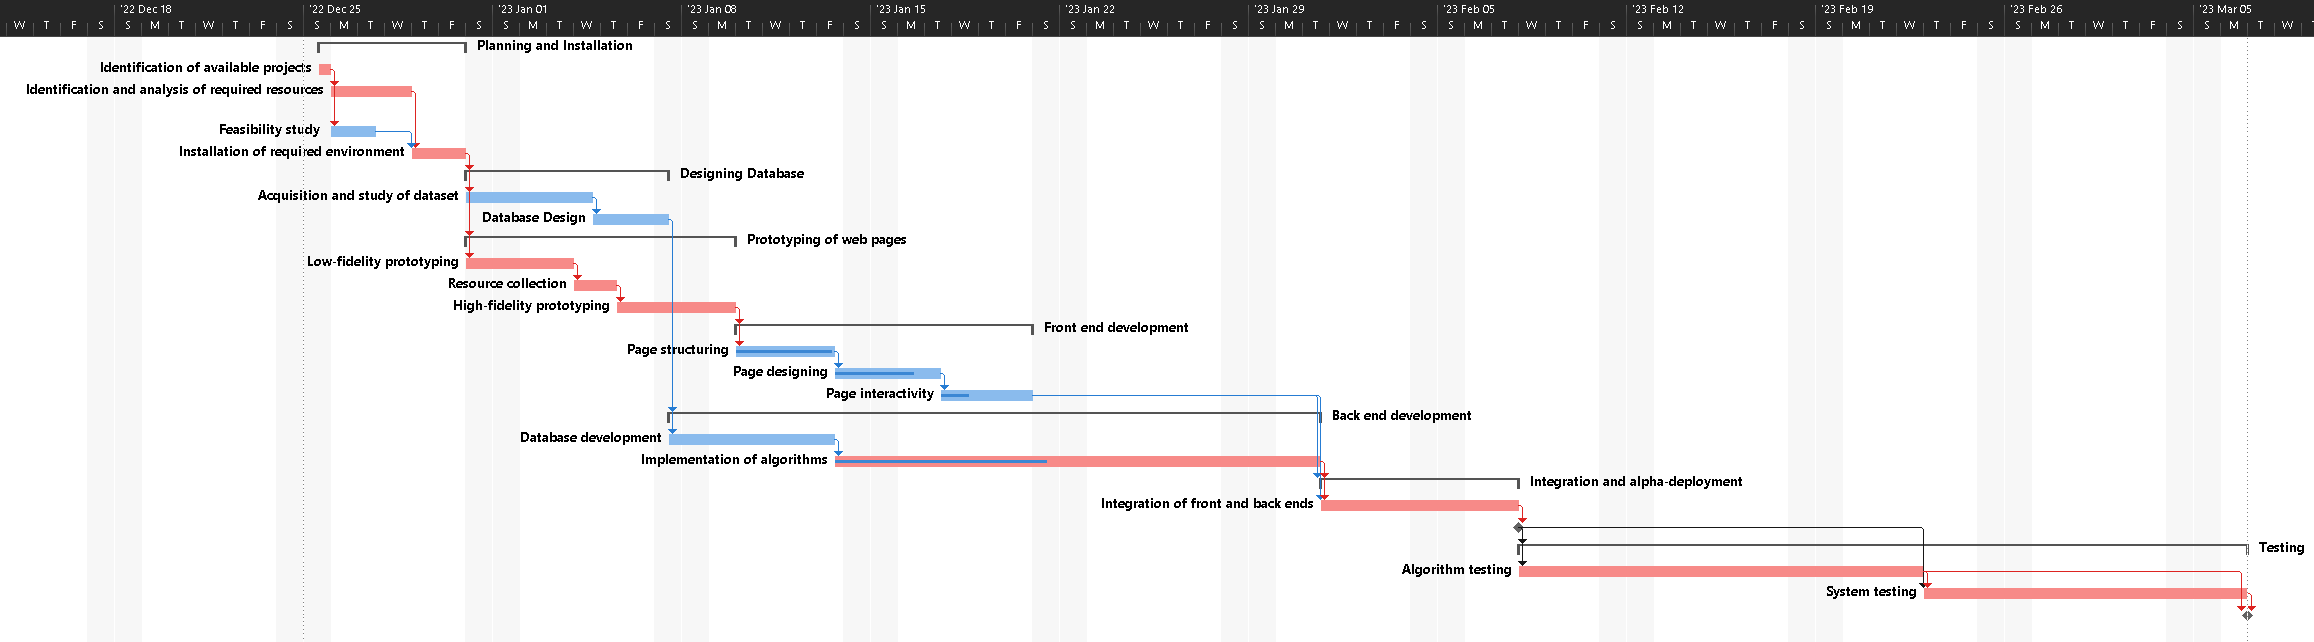 '22 Dec 18 '22 Dec 25 '23 Jan 01 '23 Jan 08 '23 Jan 15 '23 Jan 22 '23 Jan 29 '23 Feb 05 '23 Feb 12 '23 Feb 19 '23 Feb 26 '23 Mar 05
W T F S S M T W T F S S M T W T F S S M T W T F S S M T W T F S S M T W T F S S M T W T F S S M T W T F S S M T W T F S S M T W T F S S M T W T F S S M T W T F S S M T W
Planning and Installation
Identification of available projects
Identification and analysis of required resources
Feasibility study
Installation of required environment
Designing Database
Acquisition and study of dataset
Database Design
Prototyping of web pages
Low-fidelity prototyping
Resource collection
High-fidelity prototyping
Front end development
Page structuring
Page designing
Page interactivity
Back end development
Database development
Implementation of algorithms
Integration and alpha-deployment
Integration of front and back ends
Testing
Algorithm testing
System testing